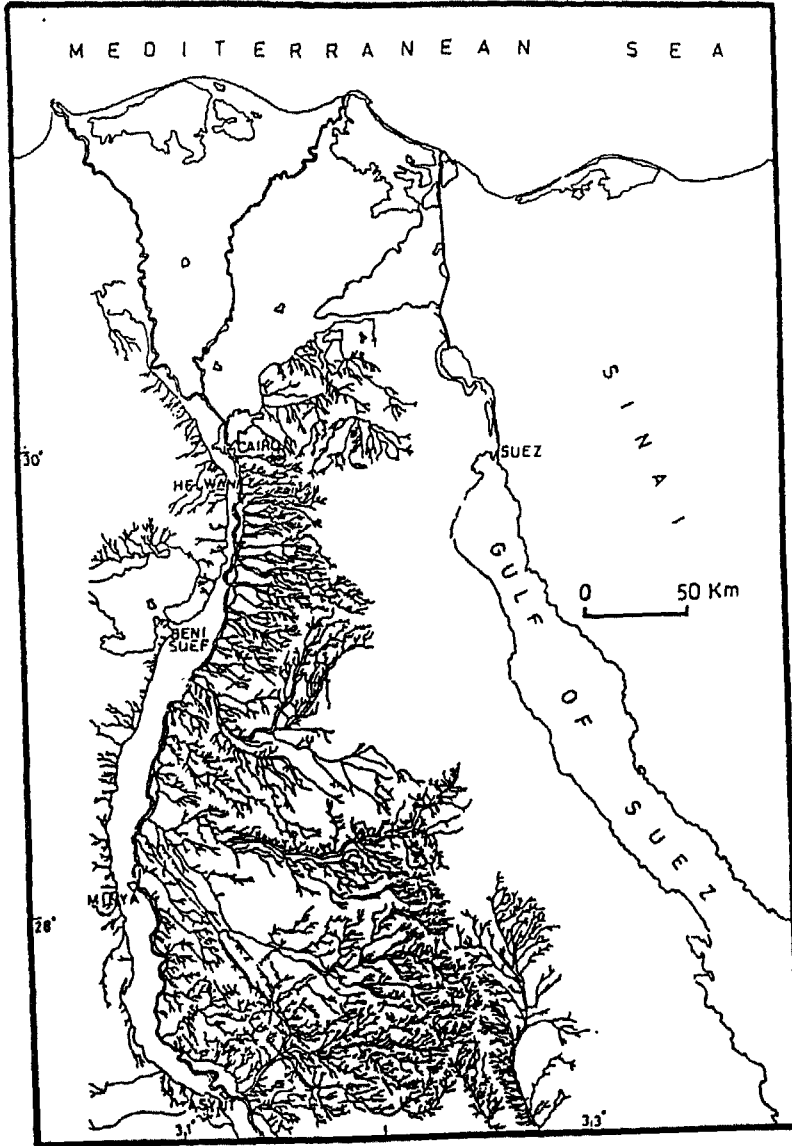 MEDITERRANEAN SEA
CAIRO
30°
SUEZ
HELWAN
SINAI
GULF OF SUEZ
0 50 Km
BENI
SUEF
MINYA
28°
ASYUT
31°
33°